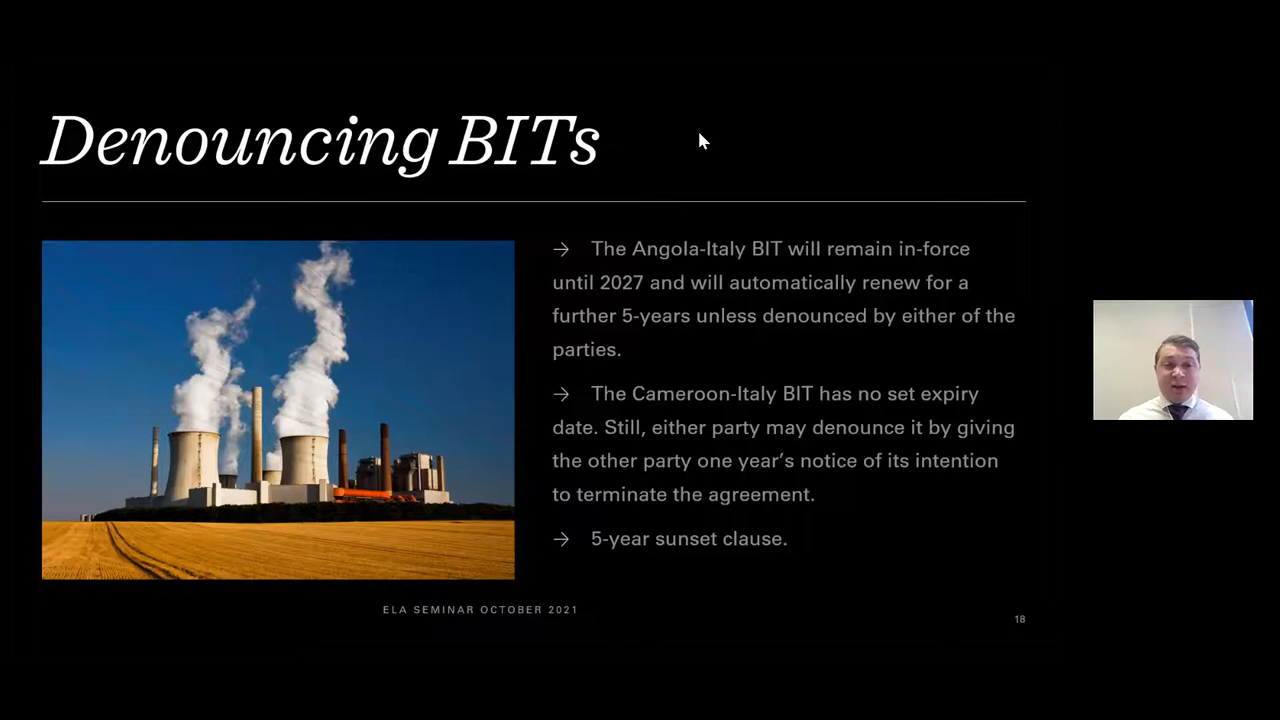 Denouncing BITs
→ The Angola-Italy BIT will remain in-force
until 2027 and will automatically renew for a
further 5-years unless denounced by either of the
parties.
→ The Cameroon-Italy BIT has no set expiry
date. Still, either party may denounce it by giving
the other party one year’s notice of its intention
to terminate the agreement.
→ 5-year sunset clause.
ELA SEMINAR OCTOBER 2021
18